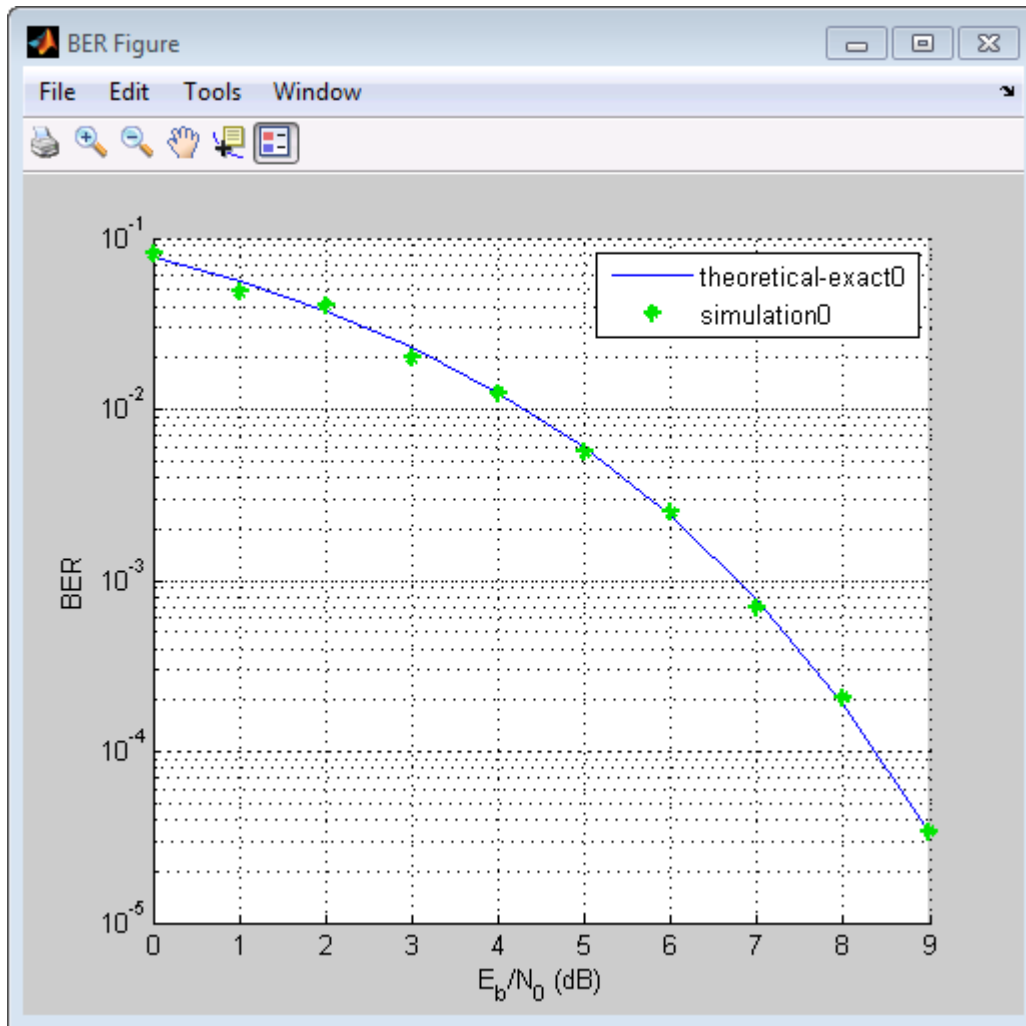 BER Figure
File Edit Tools Window
10^-1
10^-2
10^-3
10^-4
10^-5
BER
theoretical-exact0
simulation0
0 1 2 3 4 5 6 7 8 9
E_b/N_0 (dB)